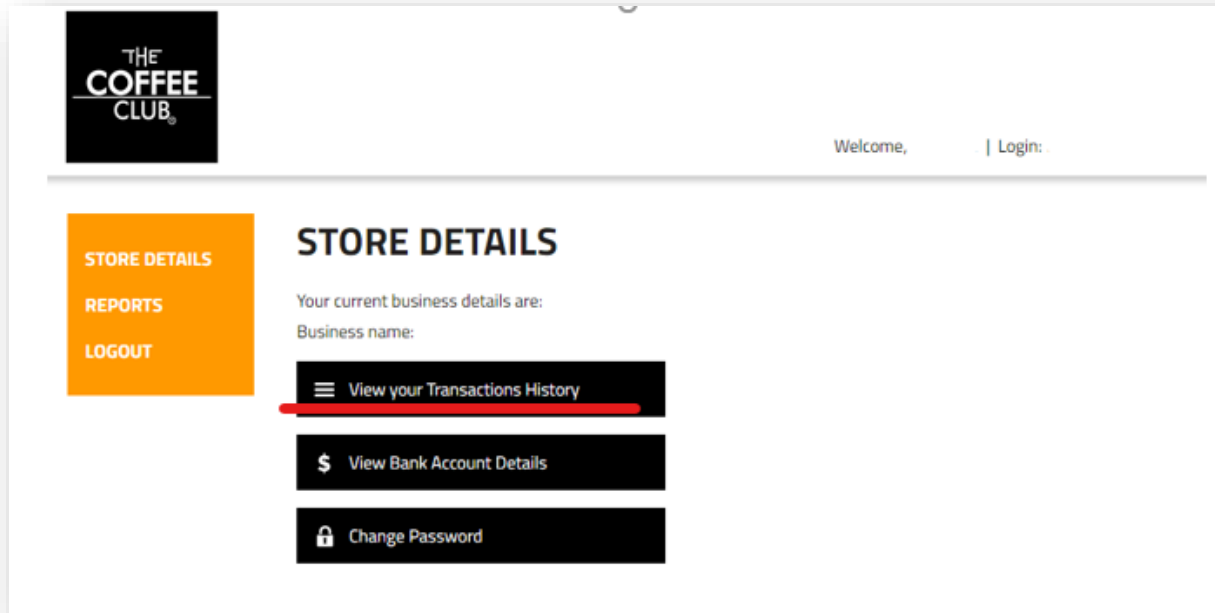 THE
COFFEE
CLUB®
Welcome, | Login:
STORE DETAILS
REPORTS
LOGOUT
STORE DETAILS
Your current business details are:
Business name:
View your Transactions History
$ View Bank Account Details
Change Password